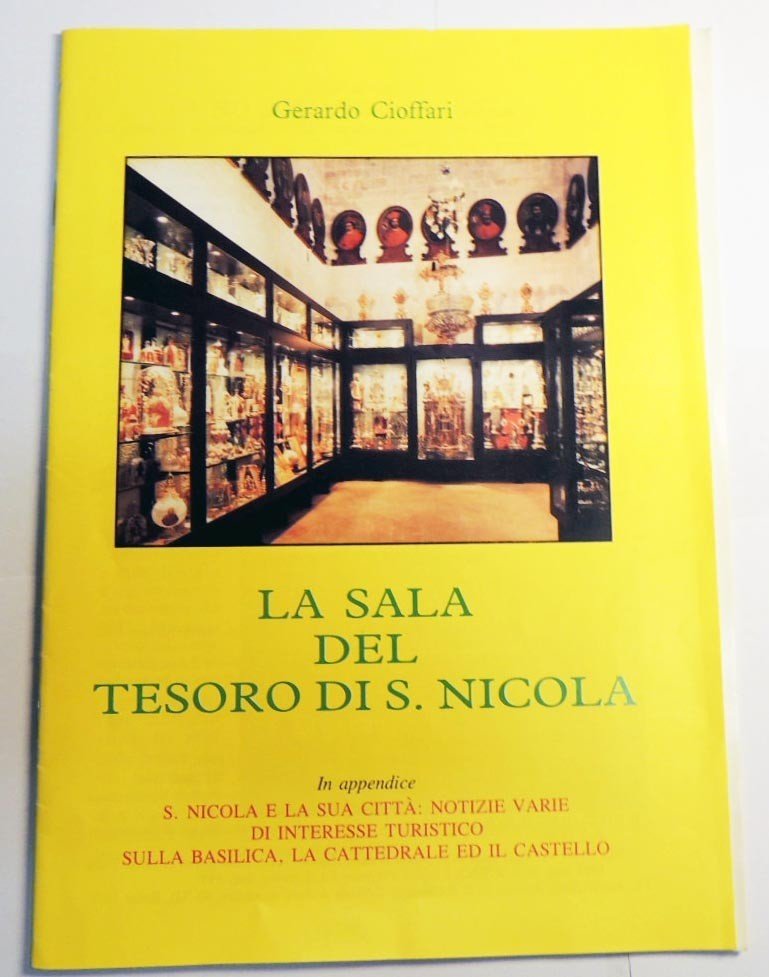 Gerardo Cioffari
LA SALA
DEL
TESORO DI S. NICOLA
In appendice
S. NICOLA E LA SUA CITTÀ: NOTIZIE VARIE
DI INTERESSE TURISTICO
SULLA BASILICA, LA CATTEDRALE ED IL CASTELLO